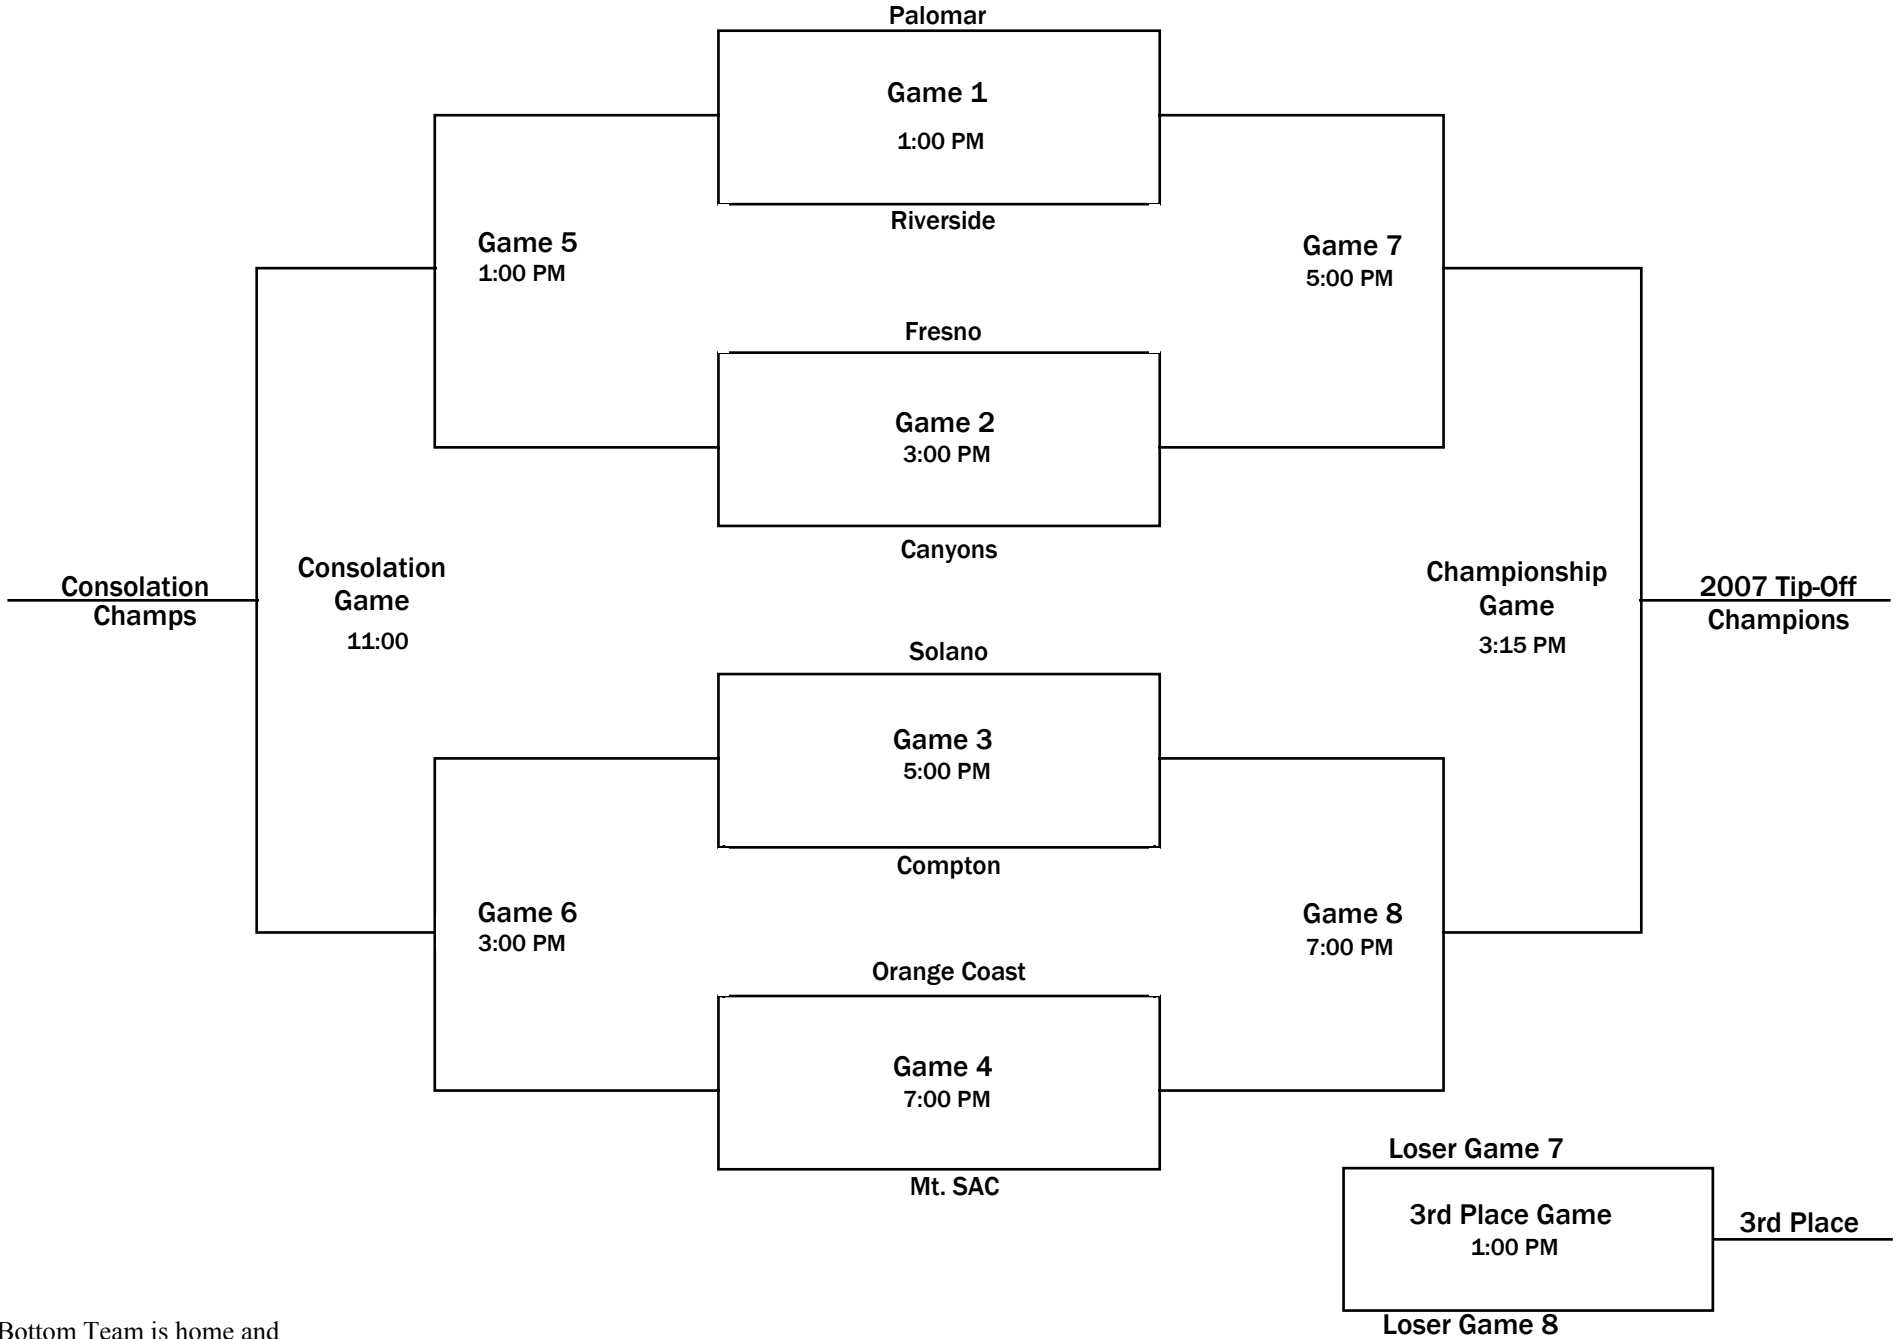 Palomar
Game 1
1:00 PM
Riverside
Game 5
1:00 PM
Game 7
5:00 PM
Fresno
Game 2
3:00 PM
Canyons
Consolation
Champs
Consolation
Game
11:00
Championship
Game
3:15 PM
2007 Tip-Off
Champions
Solano
Game 3
5:00 PM
Compton
Game 6
3:00 PM
Game 8
7:00 PM
Orange Coast
Game 4
7:00 PM
Mt. SAC
Loser Game 7
3rd Place Game
1:00 PM
3rd Place
Loser Game 8
Bottom Team is home and